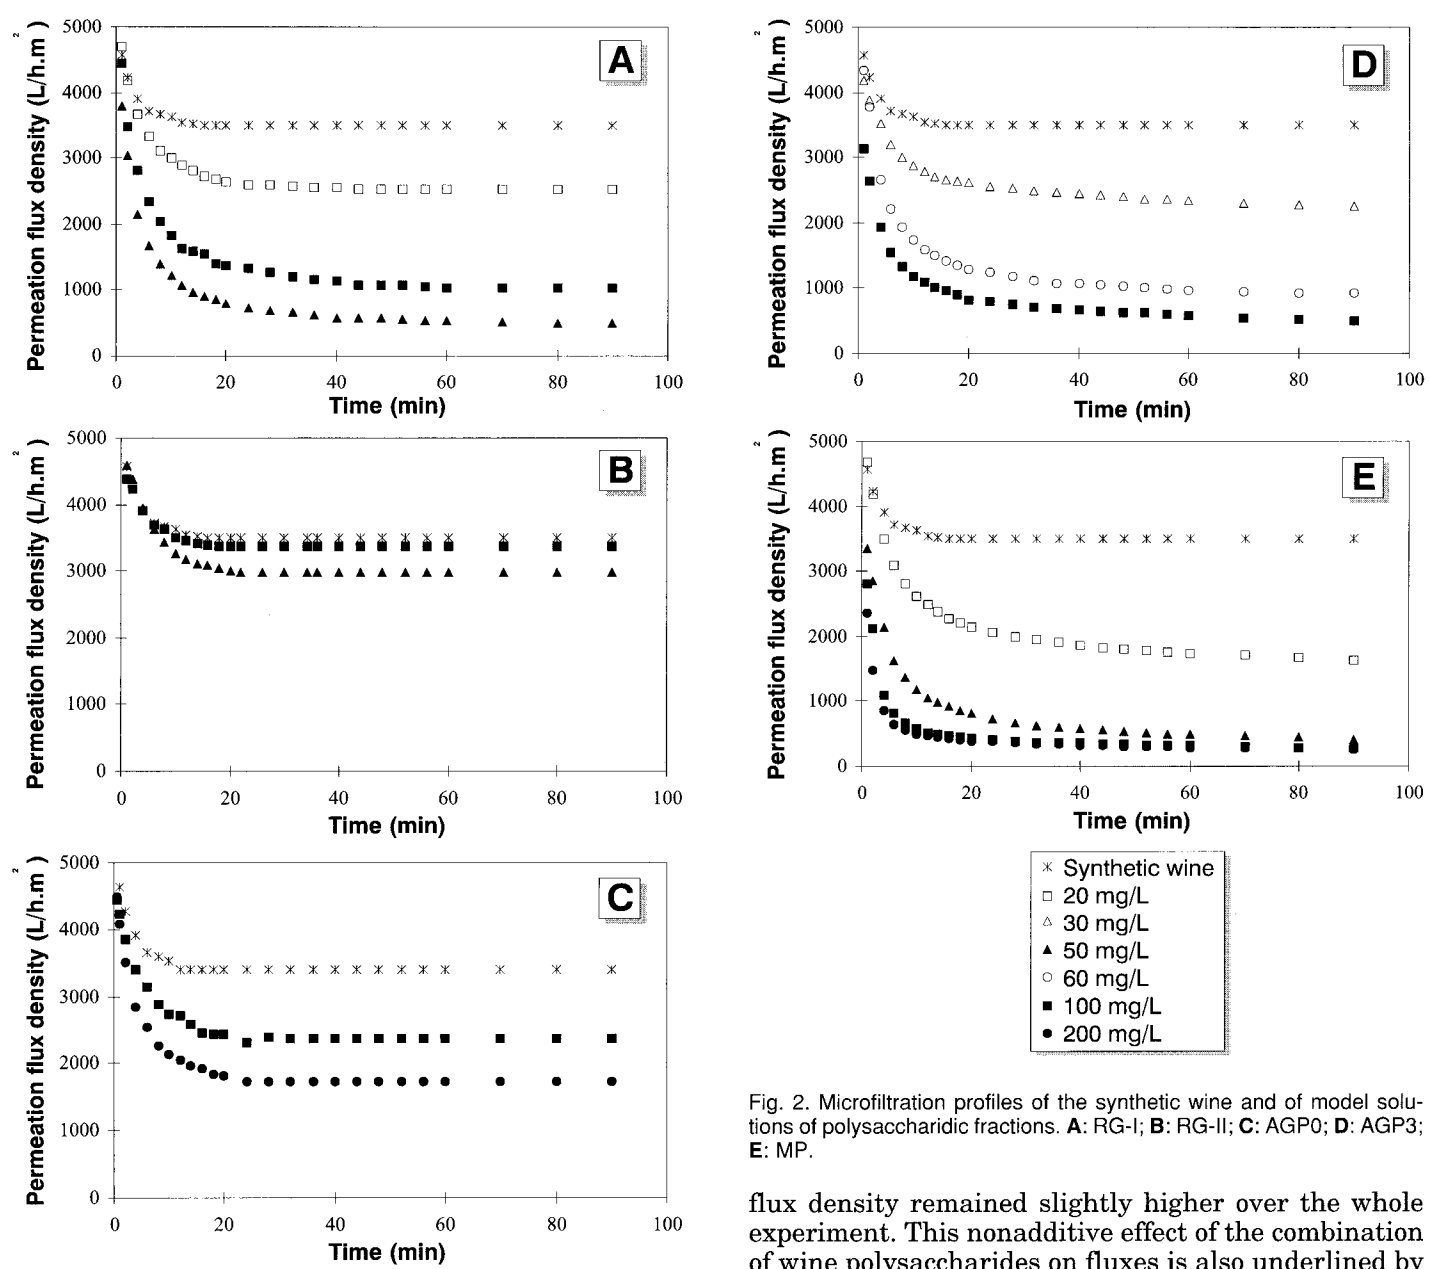 Permeation flux density (L/h.m²)
5000
4000
3000
2000
1000
0
A
0 20 40 60 80 100
Time (min)
Permeation flux density (L/h.m²)
5000
4000
3000
2000
1000
0
B
0 20 40 60 80 100
Time (min)
Permeation flux density (L/h.m²)
5000
4000
3000
2000
1000
0
C
0 20 40 60 80 100
Time (min)
Permeation flux density (L/h.m²)
5000
4000
3000
2000
1000
0
D
0 20 40 60 80 100
Time (min)
Permeation flux density (L/h.m²)
5000
4000
3000
2000
1000
0
E
0 20 40 60 80 100
Time (min)
Synthetic wine
20 mg/L
30 mg/L
50 mg/L
60 mg/L
100 mg/L
200 mg/L
Fig. 2. Microfiltration profiles of the synthetic wine and of model solu-
tions of polysaccharidic fractions. A: RG-I; B: RG-II; C: AGP0; D: AGP3;
E: MP.
flux density remained slightly higher over the whole
experiment. This nonadditive effect of the combination
of wine polysaccharides on fluxes is also underlined by